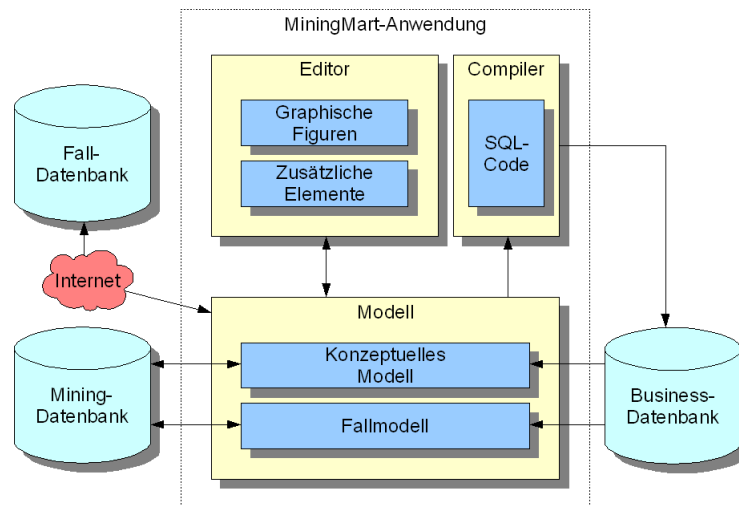 MiningMart-Anwendung
Editor
Compiler
Graphische
Figuren
Zusätzliche
Elemente
SQL-
Code
Fall-
Datenbank
Internet
Modell
Konzeptuelles
Modell
Fallmodell
Mining-
Datenbank
Business-
Datenbank